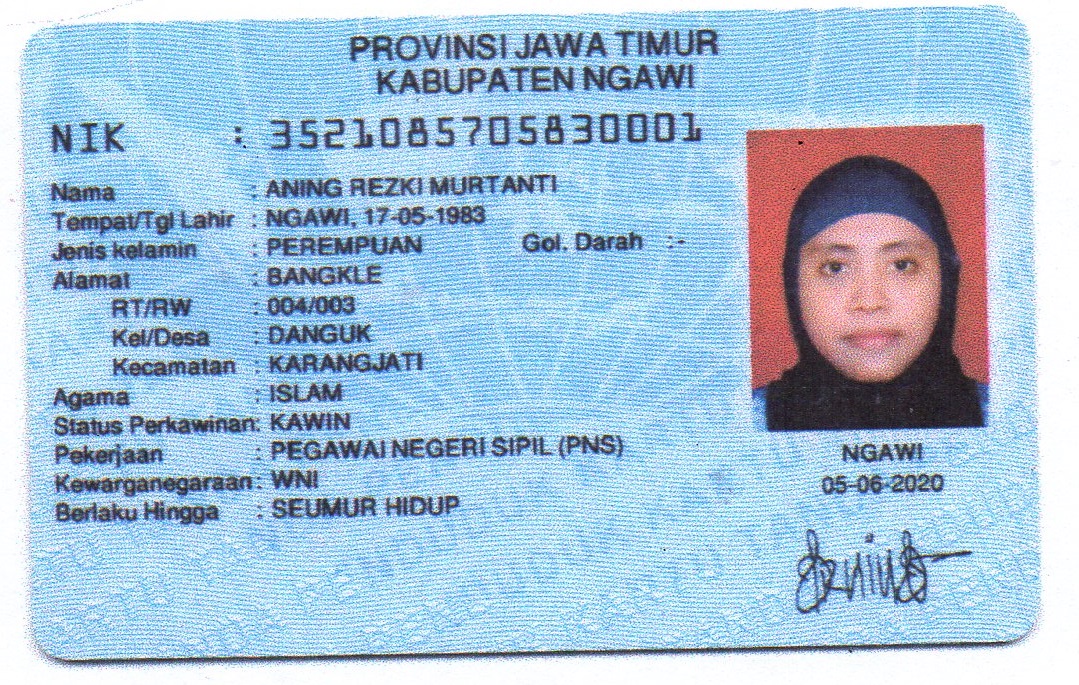 PROVINSI JAWA TIMUR
KABUPATEN NGAWI
NIK : 3521085705830001
Nama : ANING REZKI MURTANTI
Tempat/Tgl Lahir : NGAWI, 17-05-1983
Jenis kelamin : PEREMPUAN Gol. Darah :-
Alamat : BANGKLE
RT/RW : 004/003
Kel/Desa : DANGUK
Kecamatan : KARANGJATI
Agama : ISLAM
Status Perkawinan: KAWIN
Pekerjaan : PEGAWAI NEGERI SIPIL (PNS)
Kewarganegaraan: WNI
Berlaku Hingga : SEUMUR HIDUP
NGAWI
05-06-2020